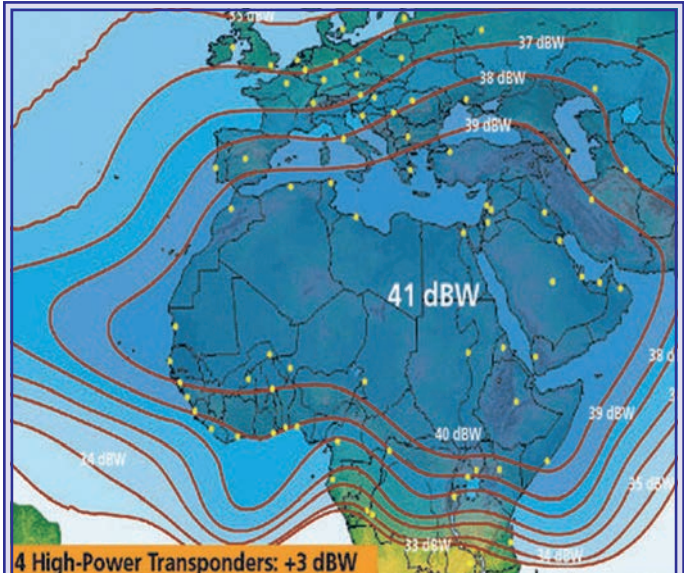 37 dBW
38 dBW
39 dBW
41 dBW
38 d
39 dBW
40 dBW
34 dBW
35 dBW
33 dBW
34 dBW
4 High-Power Transponders: +3 dBW